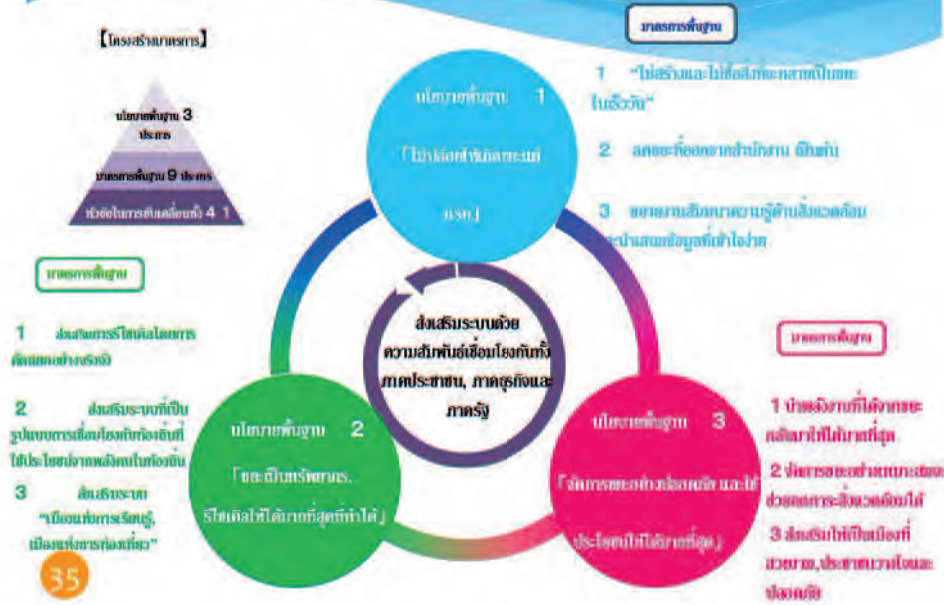 【โครงสร้างมาตรการ】
นโยบายพื้นฐาน 3
ประการ
มาตรการพื้นฐาน 9 ประการ
หัวข้อในการขับเคลื่อนทั้ง 4 1
มาตรการพื้นฐาน
1 "ไม่สร้างและไม่ซื้อสิ่งที่จะกลายเป็นขยะ
ในเร็ววัน"
2 ลดขยะที่ออกจากสำนักงาน เป็นต้น
3 ขยายงานสัมมนาความรู้ด้านสิ่งแวดล้อม
และนำเสนอข้อมูลที่เข้าใจง่าย
นโยบายพื้นฐาน 1
「ไม่ปล่อยให้เกิดขยะแต่
แรก」
ส่งเสริมระบบด้วย
ความสัมพันธ์เชื่อมโยงกันทั้ง
ภาคประชาชน, ภาคธุรกิจและ
ภาครัฐ
มาตรการพื้นฐาน
1 ส่งเสริมการรีไซเคิลโดยการ
คัดแยกอย่างจริงจัง
2 ส่งเสริมระบบที่เป็น
รูปแบบการเชื่อมโยงกับท้องถิ่นที่
ใช้ประโยชน์จากพลังคนในท้องถิ่น
3 ส่งเสริมระบบ
"เมืองแห่งการเรียนรู้,
เมืองแห่งการท่องเที่ยว"
นโยบายพื้นฐาน 2
「ขยะเป็นทรัพยากร,
รีไซเคิลให้ได้มากที่สุดที่ทำได้」
นโยบายพื้นฐาน 3
「จัดการขยะอย่างปลอดภัย และใช้
ประโยชน์ให้ได้มากที่สุด」
มาตรการพื้นฐาน
1 นำพลังงานที่ได้จากขยะ
กลับมาให้ได้มากที่สุด
2 จัดการขยะอย่างเหมาะสมจะ
ช่วยลดภาระสิ่งแวดล้อมได้
3 ส่งเสริมให้เป็นเมืองที่
สวยงาม,ประชาชนวางใจและ
ปลอดภัย
35